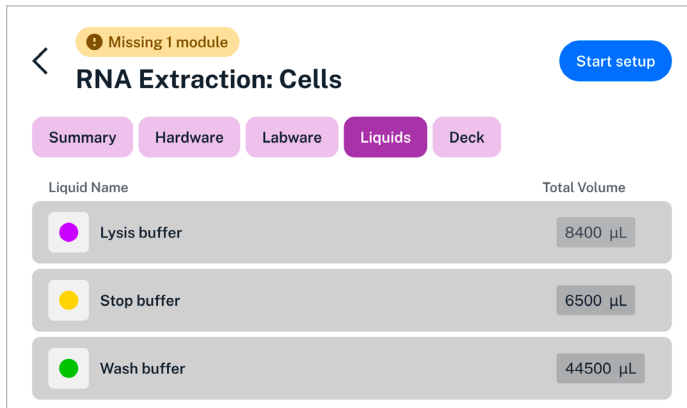 Missing 1 module
RNA Extraction: Cells
Start setup
Summary Hardware Labware Liquids Deck
Liquid Name Total Volume
Lysis buffer 8400 µL
Stop buffer 6500 µL
Wash buffer 44500 µL